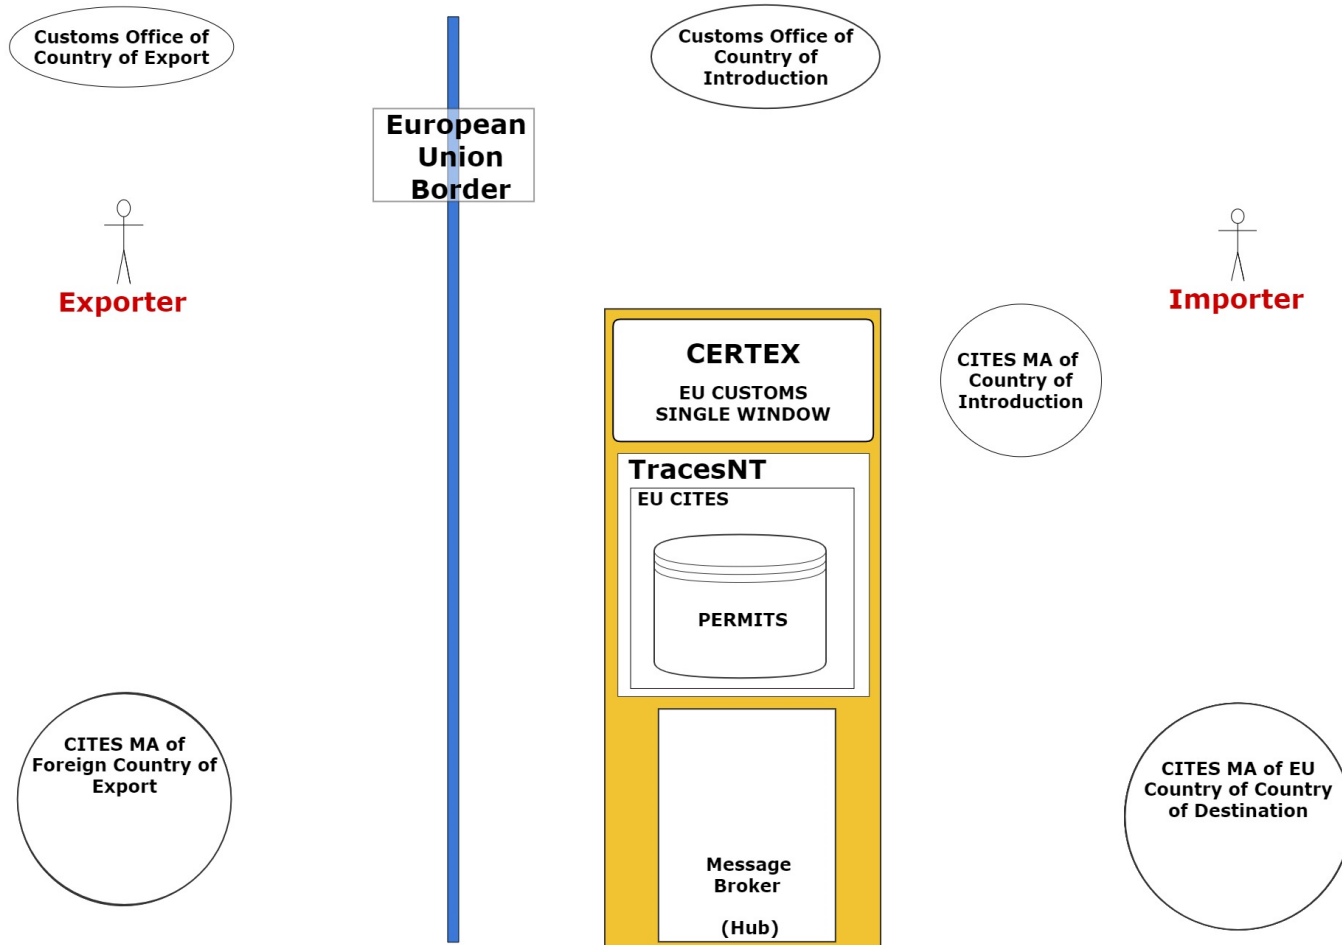 Customs Office of
Country of Export
Customs Office of
Country of
Introduction
European
Union
Border
Exporter
Importer
CERTEX
EU CUSTOMS
SINGLE WINDOW
CITES MA of
Country of
Introduction
TracesNT
EU CITES
PERMITS
CITES MA of
Foreign Country of
Export
CITES MA of EU
Country of Country
of Destination
Message
Broker
(Hub)